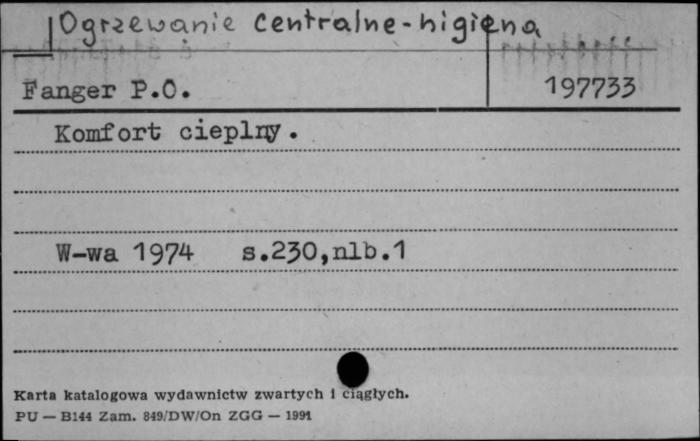 Ogrzewanie Centralne-higiena
Fanger P.O.
197733
Komfort cieplny.
W-wa 1974 s.230,nlb.1
Karta katalogowa wydawnictw zwartych i ciągłych.
PU — B144 Zam. 849/DW/On ZGG — 1991